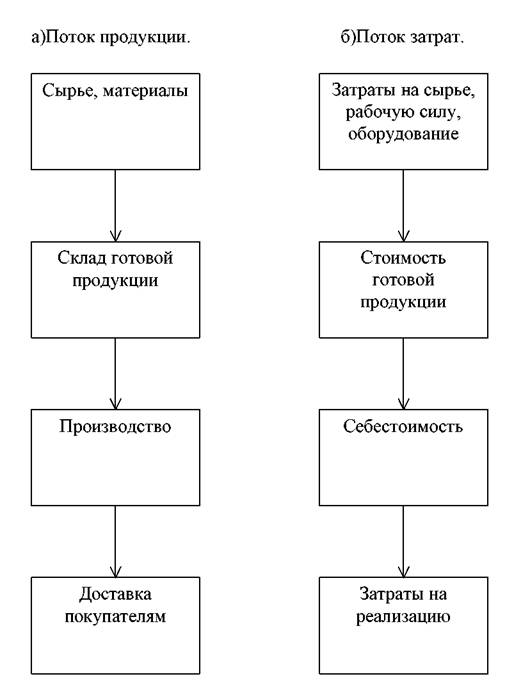 а)Поток продукции.
б)Поток затрат.
Сырье, материалы
Затраты на сырье,
рабочую силу,
оборудование
Склад готовой
продукции
Стоимость
готовой
продукции
Производство
Себестоимость
Доставка
покупателям
Затраты на
реализацию